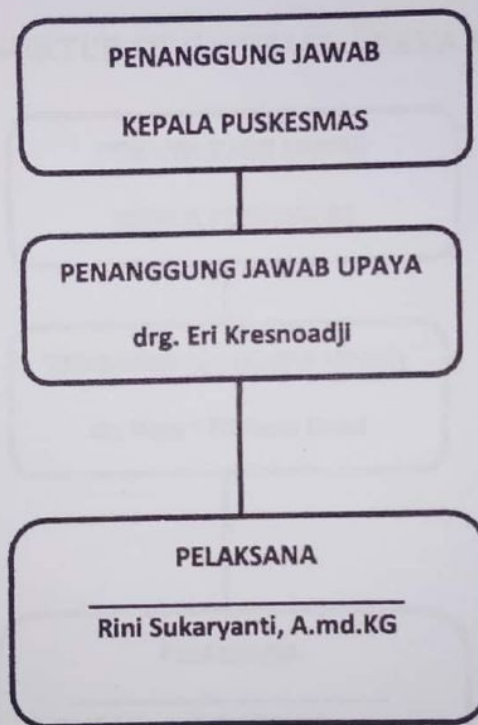 PENANGGUNG JAWAB
KEPALA PUSKESMAS
PENANGGUNG JAWAB UPAYA
drg. Eri Kresnoadji
PELAKSANA
Rini Sukaryanti, A.md.KG